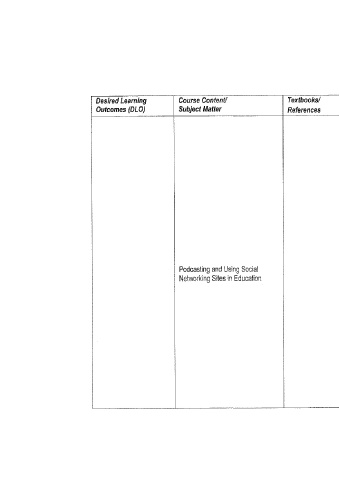 Desired Learning
Outcomes (DLO)
Course Content/
Subject Matter
Textbooks/
References
Podcasting and Using Social
Networking Sites in Education